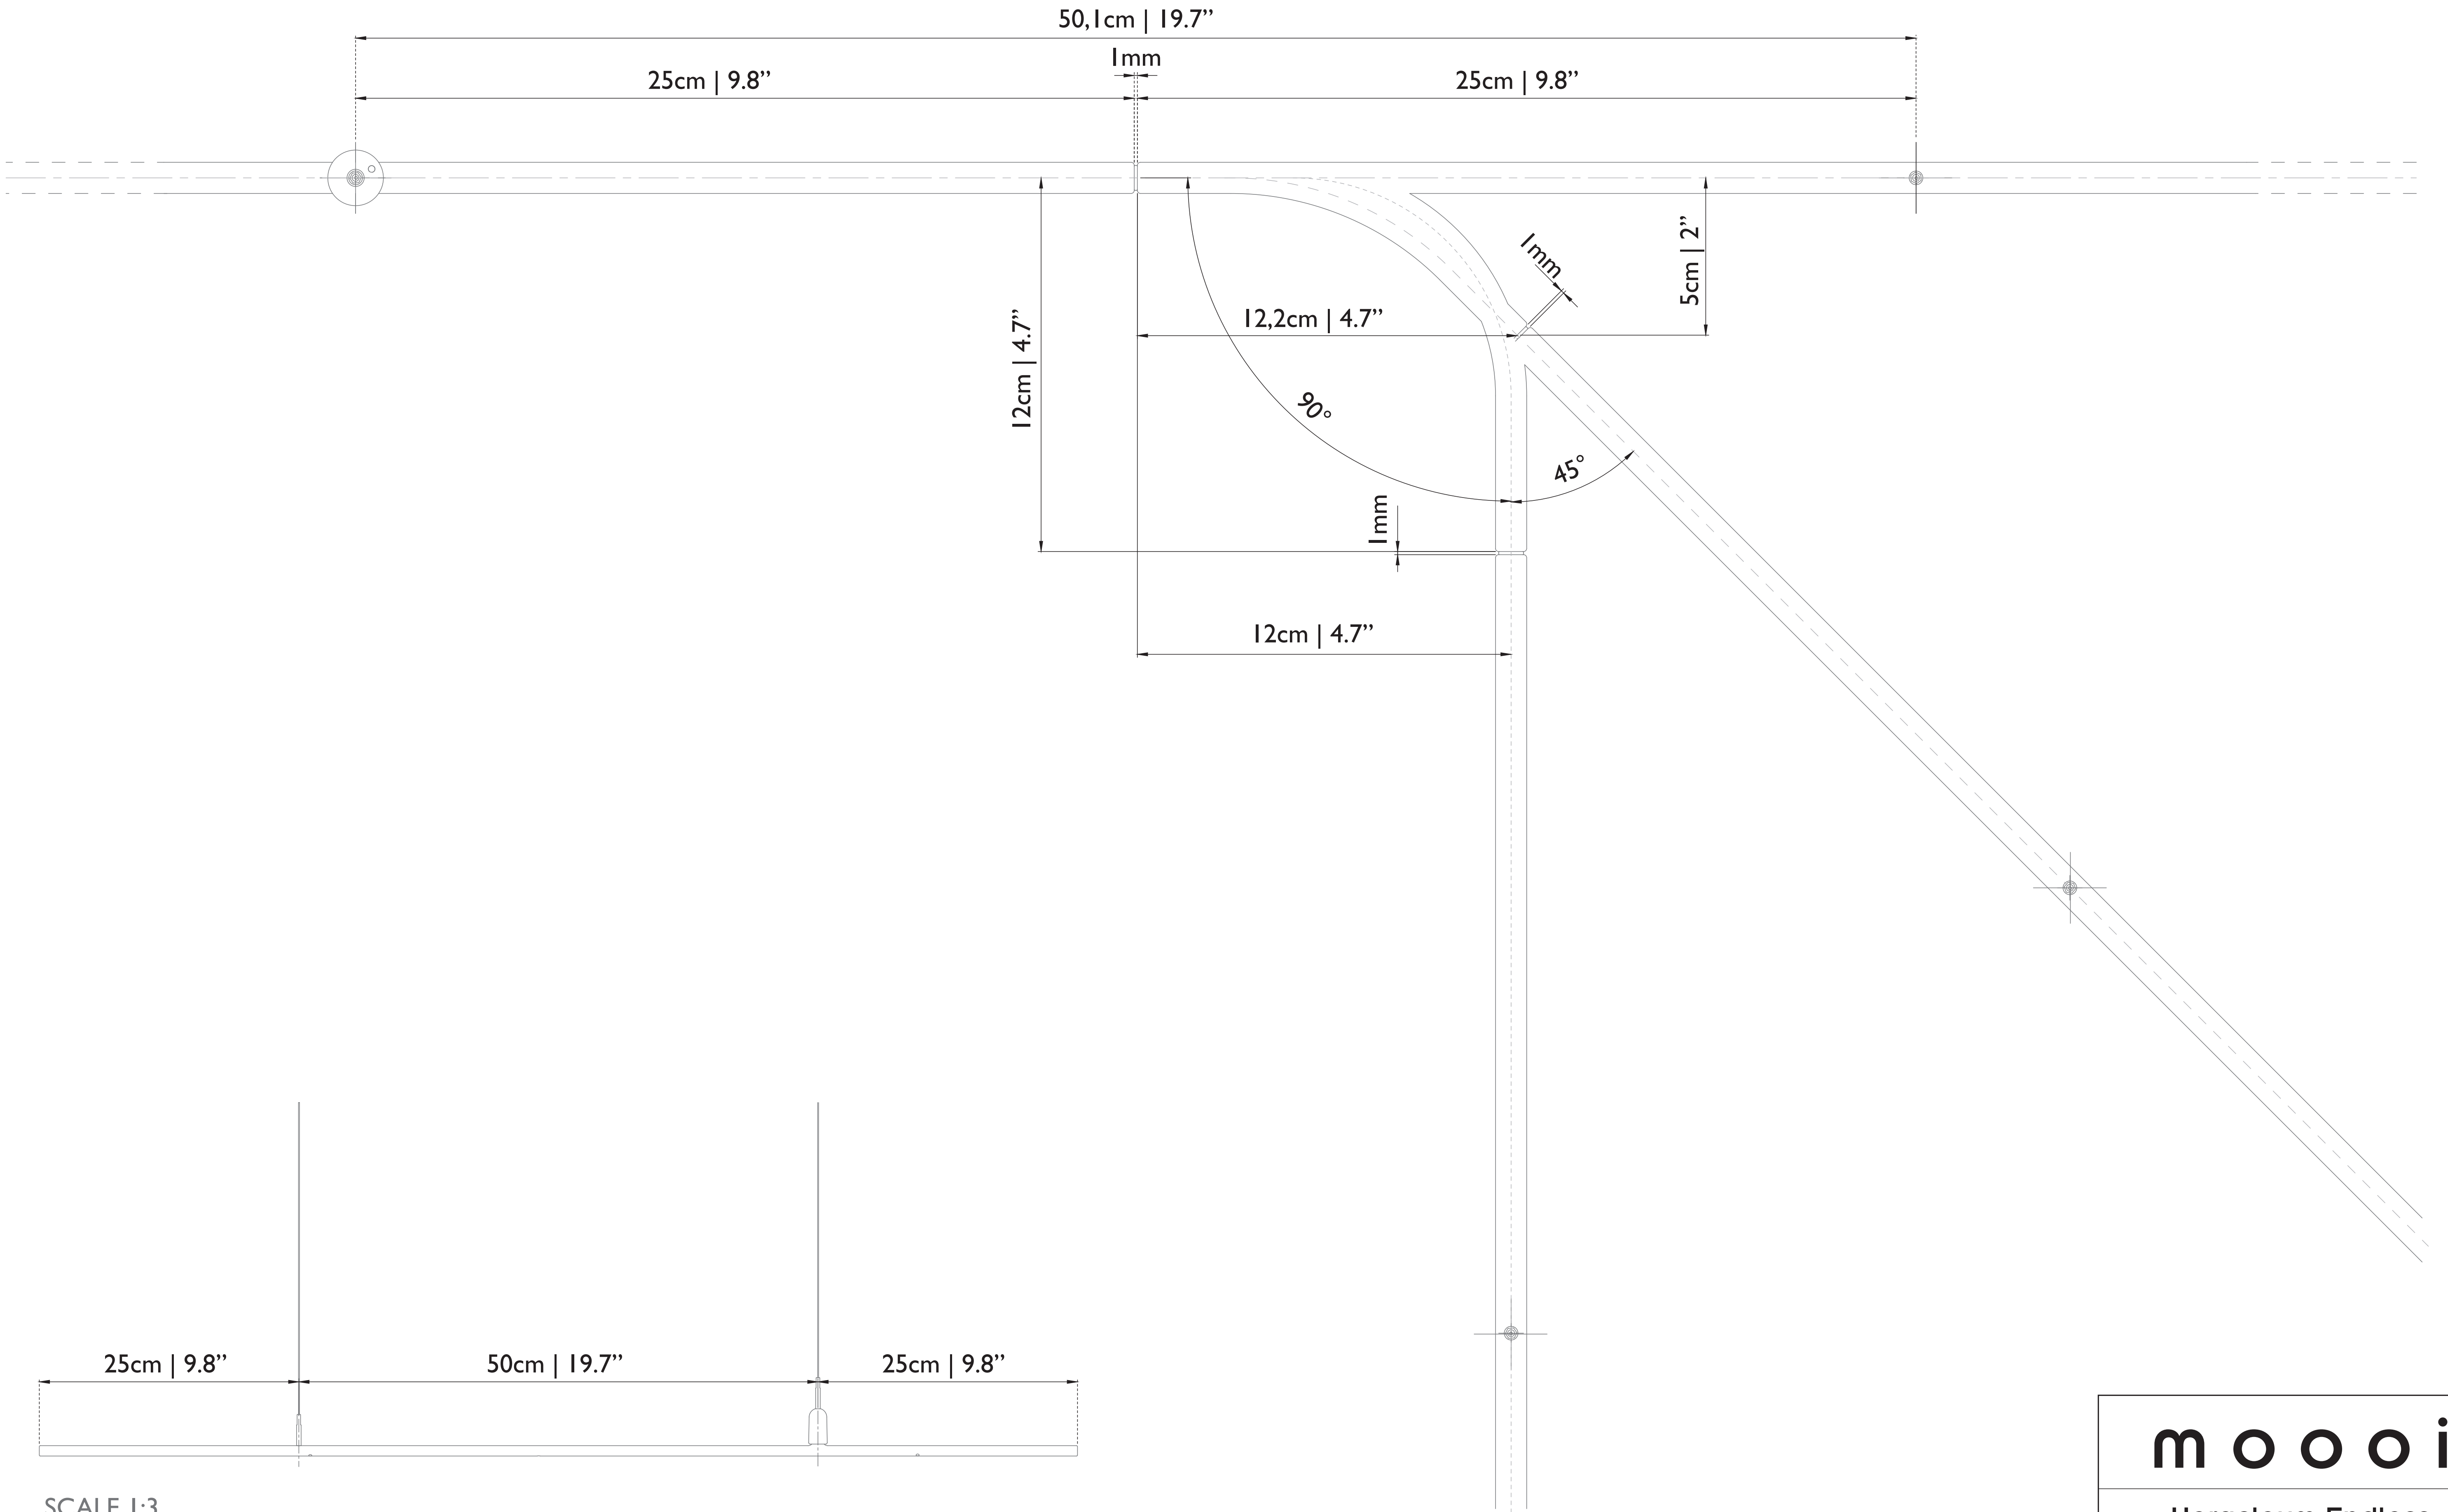 50,1cm | 19.7”
1mm
25cm | 9.8”
25cm | 9.8”
1mm
5cm | 2”
12,2cm | 4.7”
12cm | 4.7”
90°
45°
1mm
12cm | 4.7”
25cm | 9.8”
50cm | 19.7”
25cm | 9.8”
moooi
SCALE 1:3